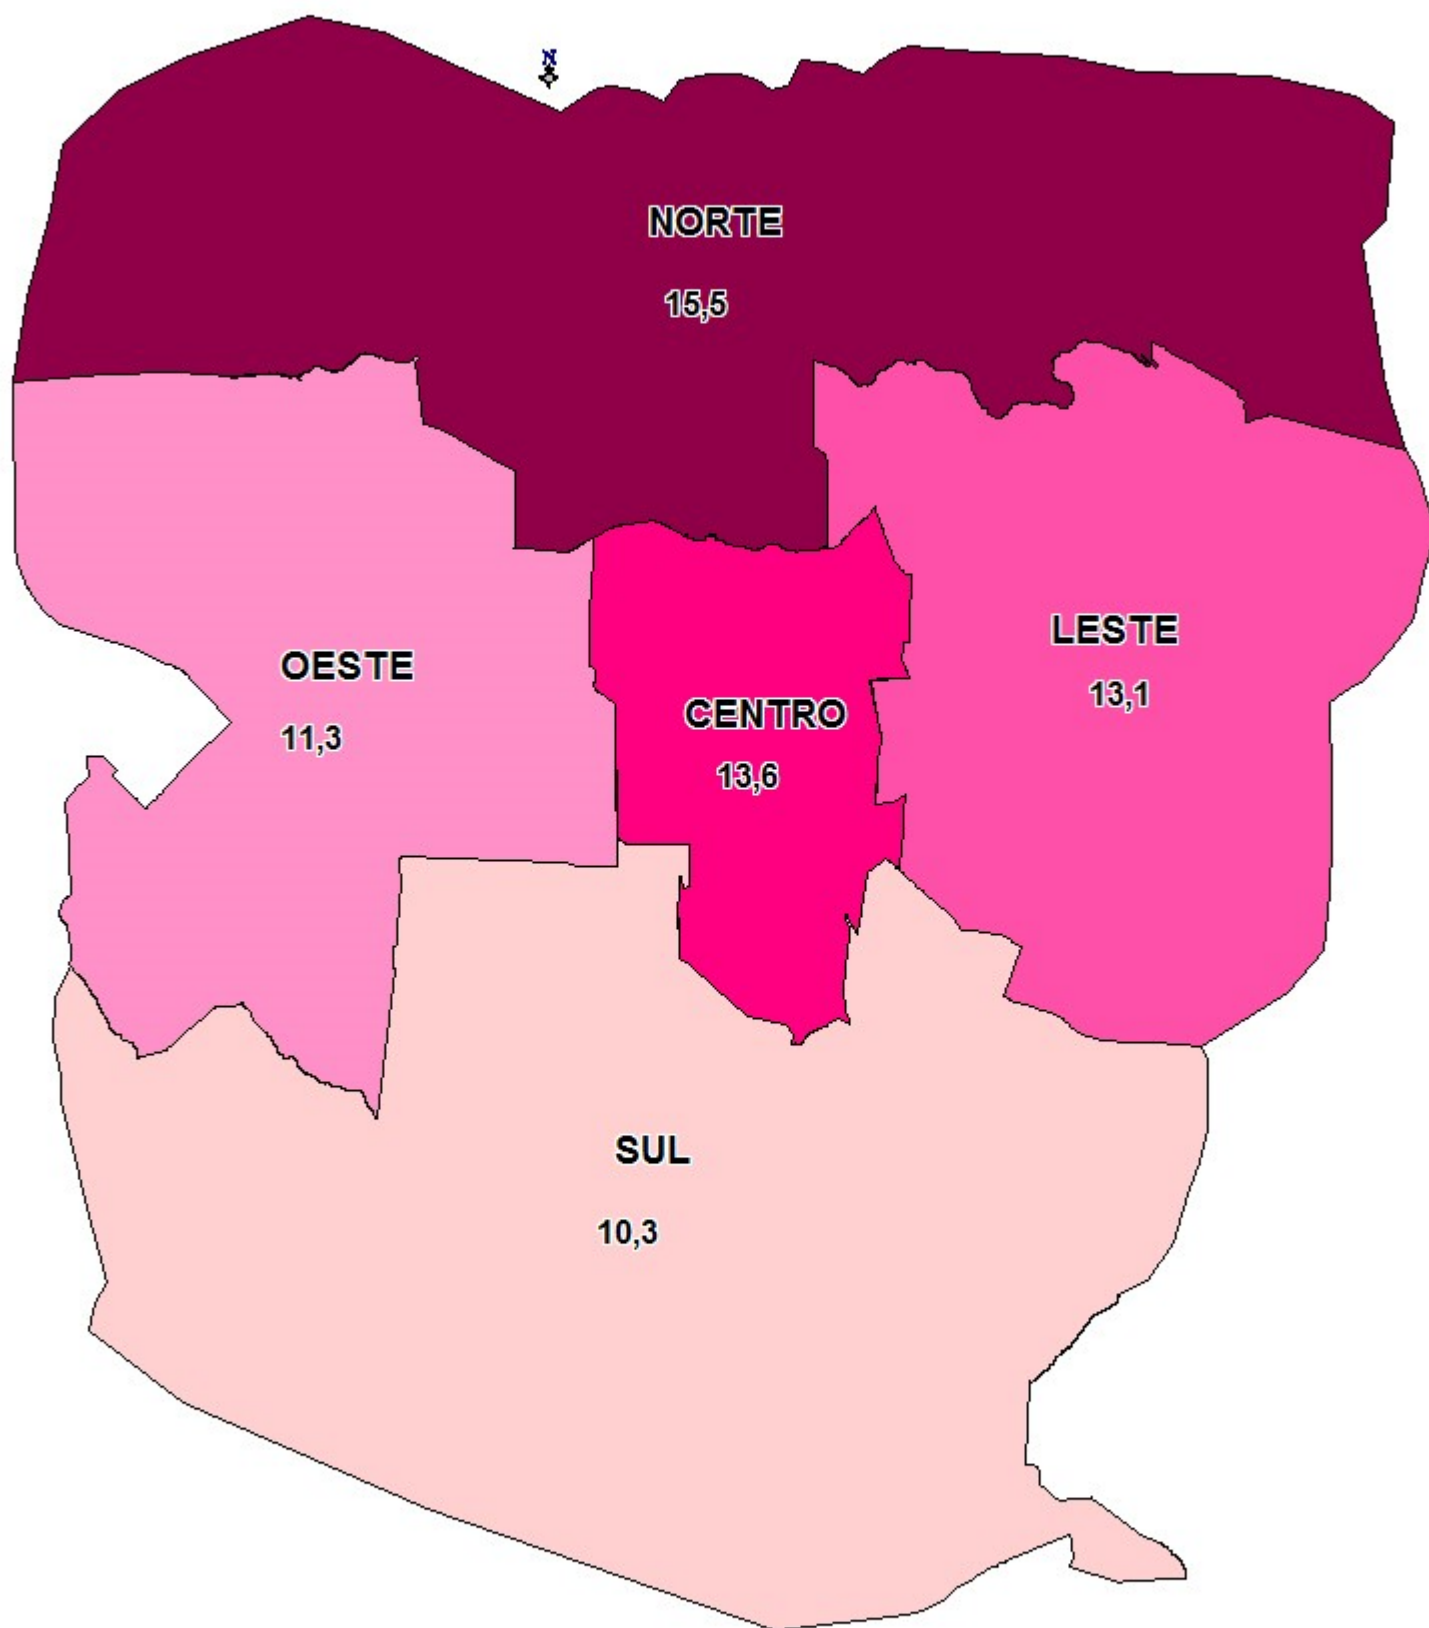 N
NORTE
15,5
OESTE
11,3
CENTRO
13,6
LESTE
13,1
SUL
10,3